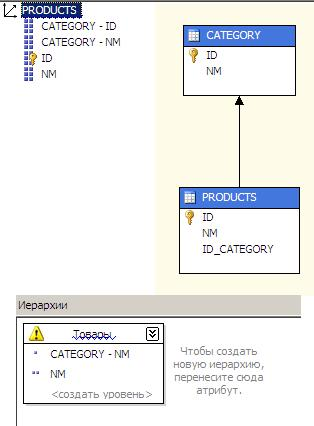 PRODUCTS
CATEGORY - ID
CATEGORY - NM
ID
NM
CATEGORY
ID
NM
PRODUCTS
ID
NM
ID_CATEGORY
Иерархии
Товары
CATEGORY - NM
NM
<создать уровень>
Чтобы создать
новую иерархию,
перенесите сюда
атрибут.